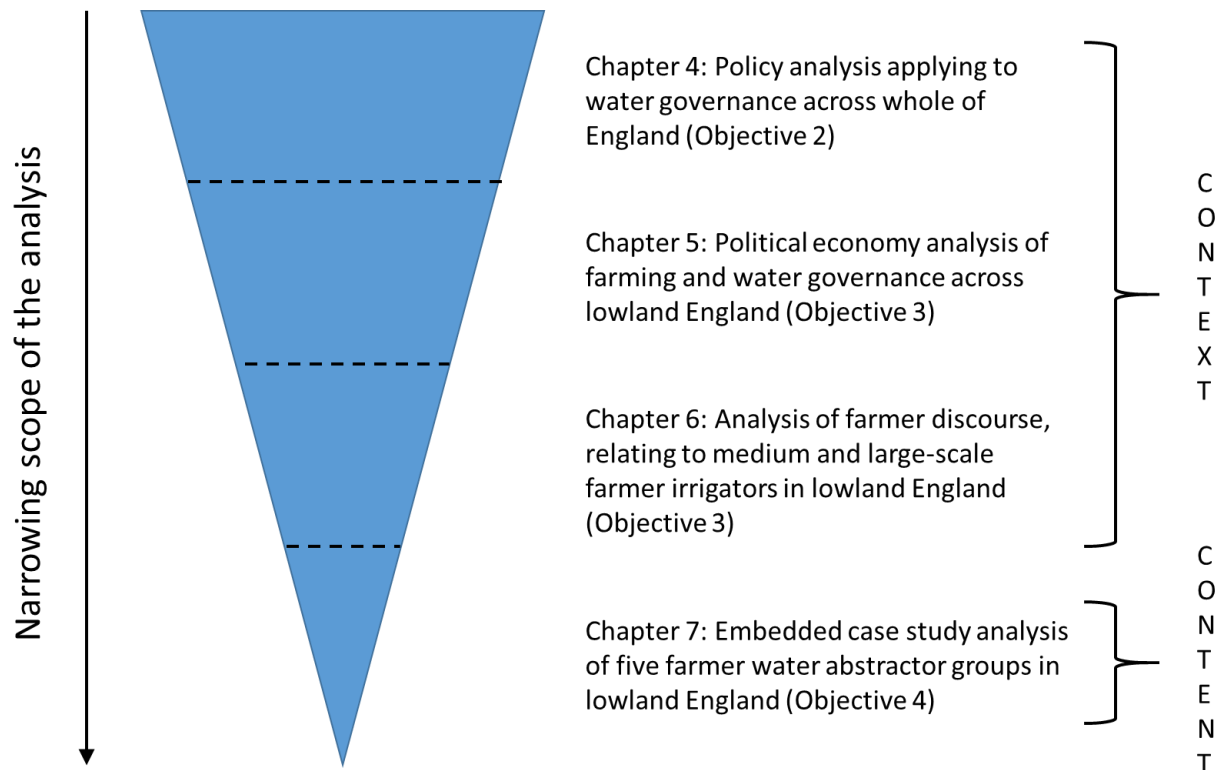 Narrowing scope of the analysis
Chapter 4: Policy analysis applying to
water governance across whole of
England (Objective 2)
Chapter 5: Political economy analysis of
farming and water governance across
lowland England (Objective 3)
Chapter 6: Analysis of farmer discourse,
relating to medium and large-scale
farmer irrigators in lowland England
(Objective 3)
Chapter 7: Embedded case study analysis
of five farmer water abstractor groups in
lowland England (Objective 4)
CONTEXT
CONTENT